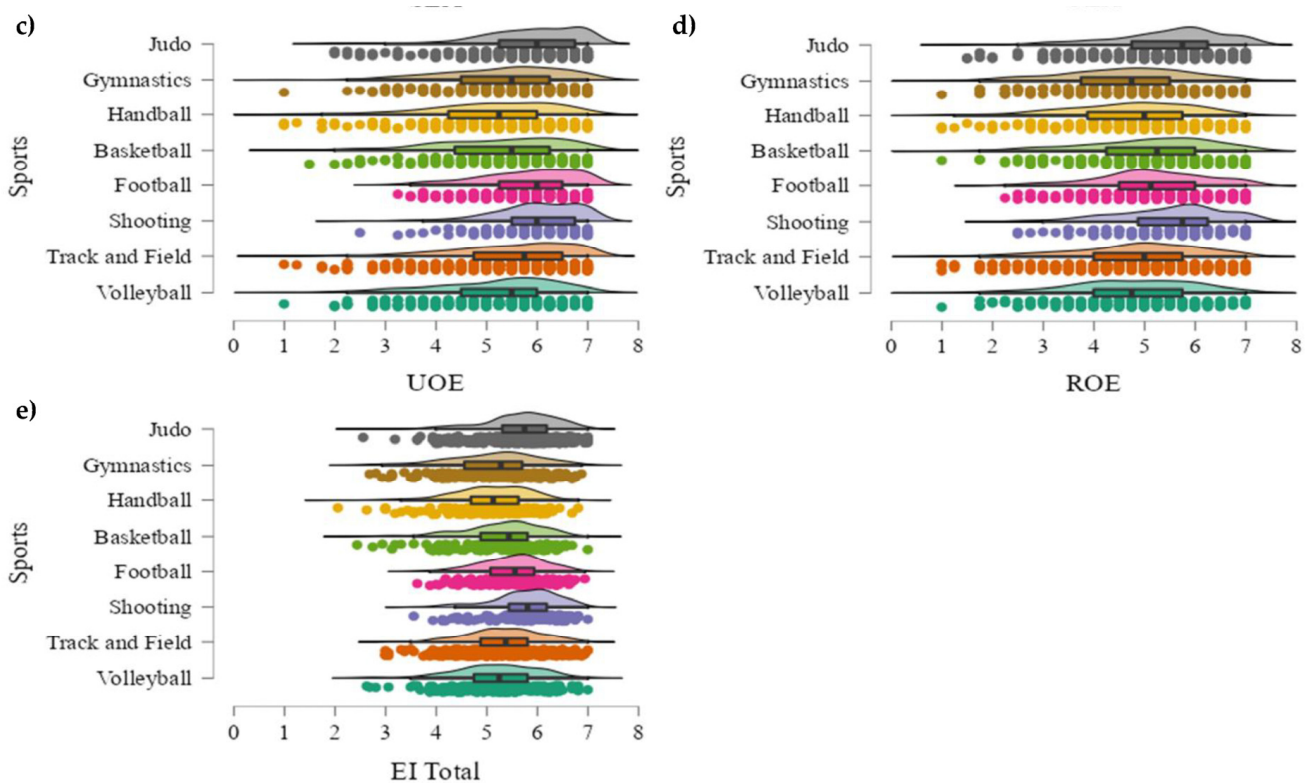 c)
Sports
Judo
Gymnastics
Handball
Basketball
Football
Shooting
Track and Field
Volleyball
0 1 2 3 4 5 6 7 8
UOE
d)
Sports
Judo
Gymnastics
Handball
Basketball
Football
Shooting
Track and Field
Volleyball
0 1 2 3 4 5 6 7 8
ROE
e)
Sports
Judo
Gymnastics
Handball
Basketball
Football
Shooting
Track and Field
Volleyball
0 1 2 3 4 5 6 7 8
EI Total